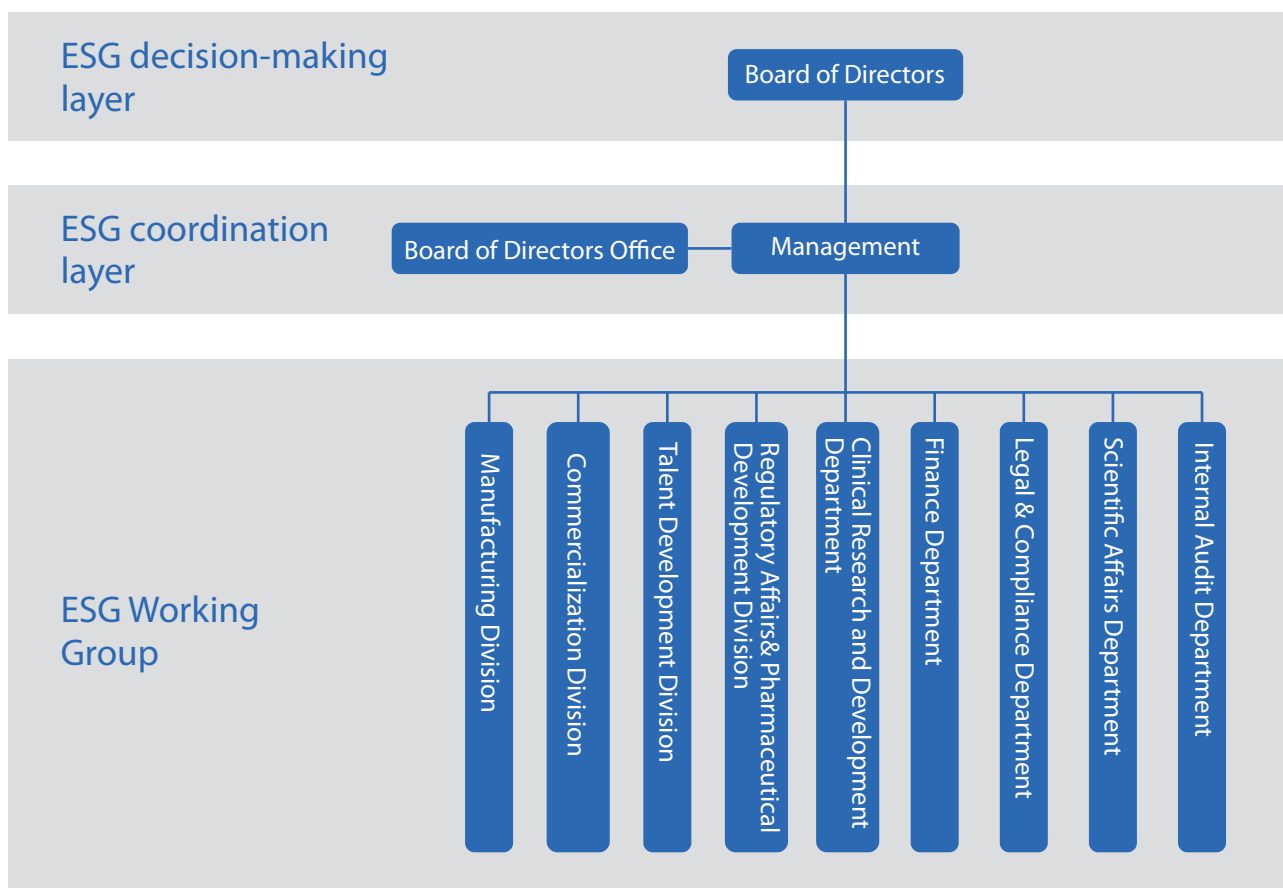 ESG decision-making
layer
Board of Directors
ESG coordination
layer
Board of Directors Office
Management
ESG Working
Group
Manufacturing Division
Commercialization Division
Talent Development Division
Regulatory Affairs& Pharmaceutical
Development Division
Clinical Research and Development
Department
Finance Department
Legal & Compliance Department
Scientific Affairs Department
Internal Audit Department